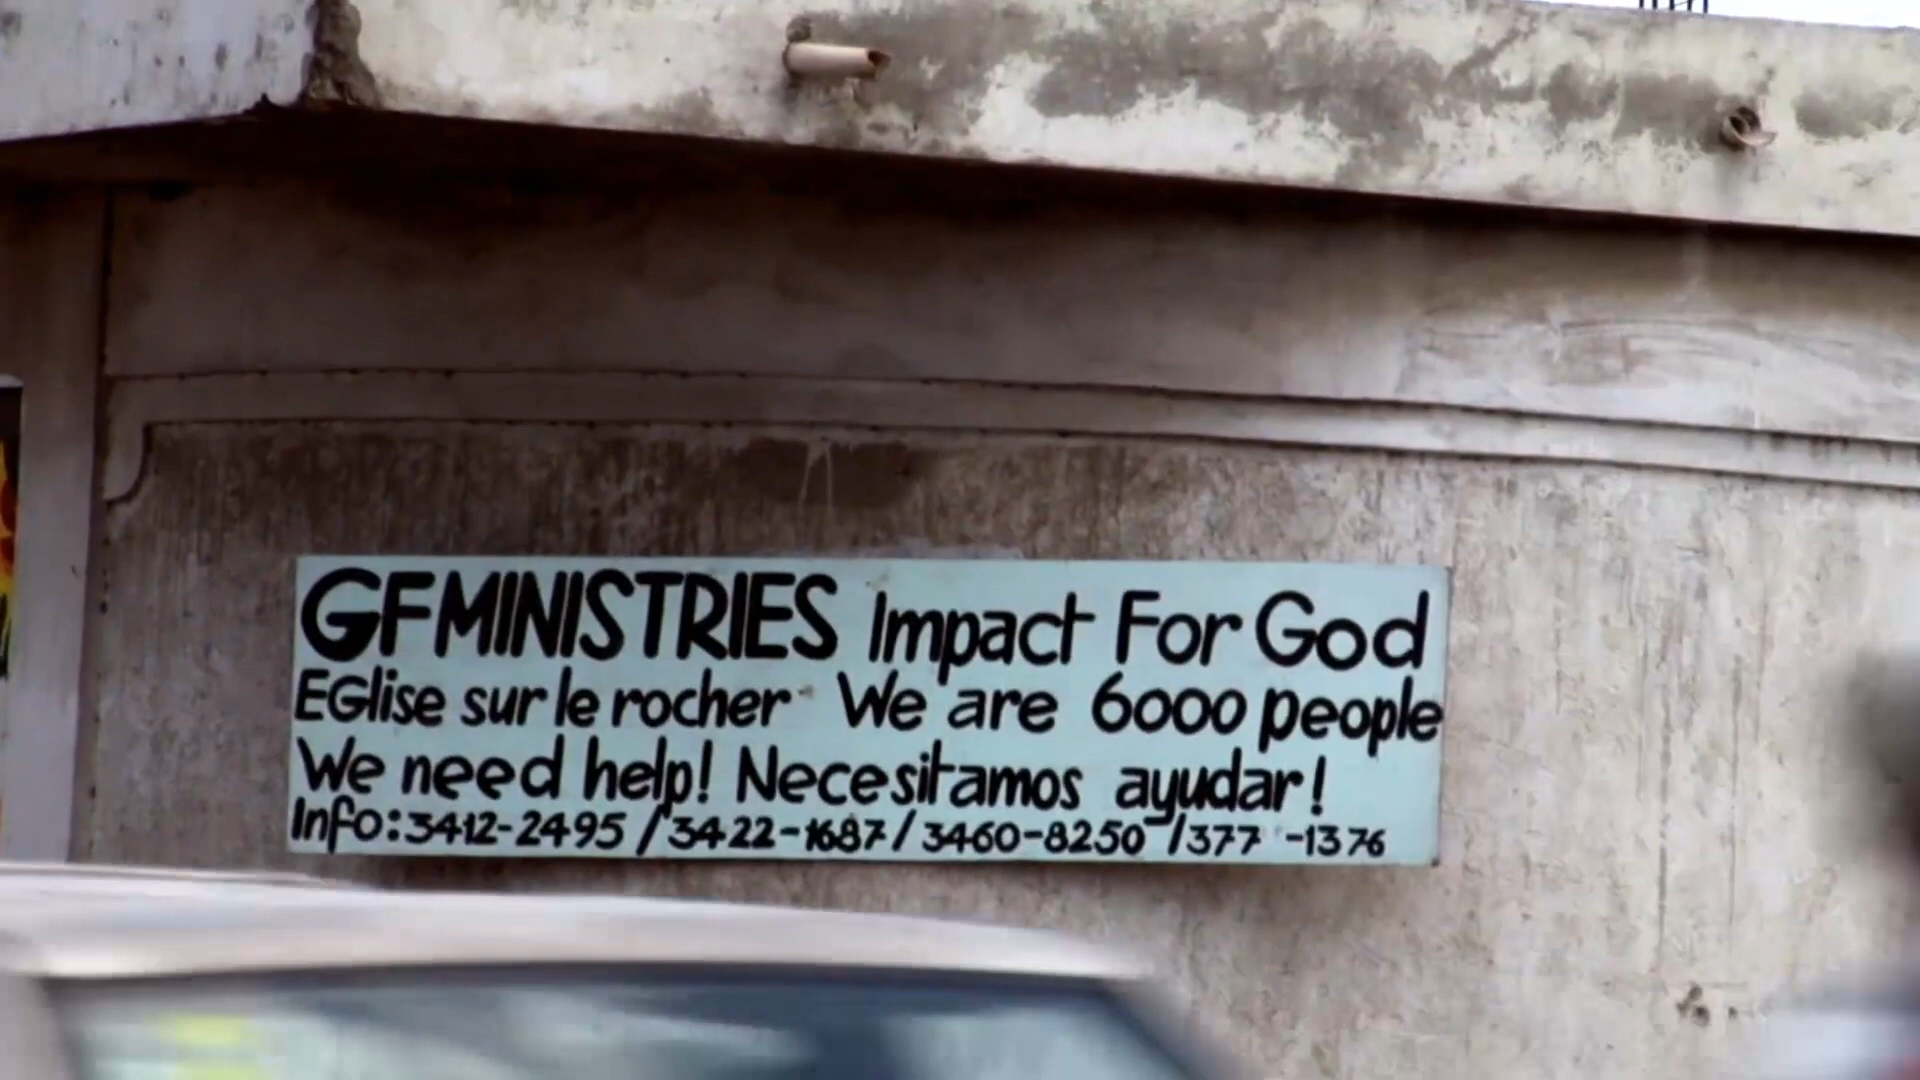 GFMINISTRIES Impact For God
EGlise sur le rocher We are 6000 people
We need help! Necesitamos ayudar!
Info: 3412-2495 / 3422-1687 / 3460-8250 / 377 -1376